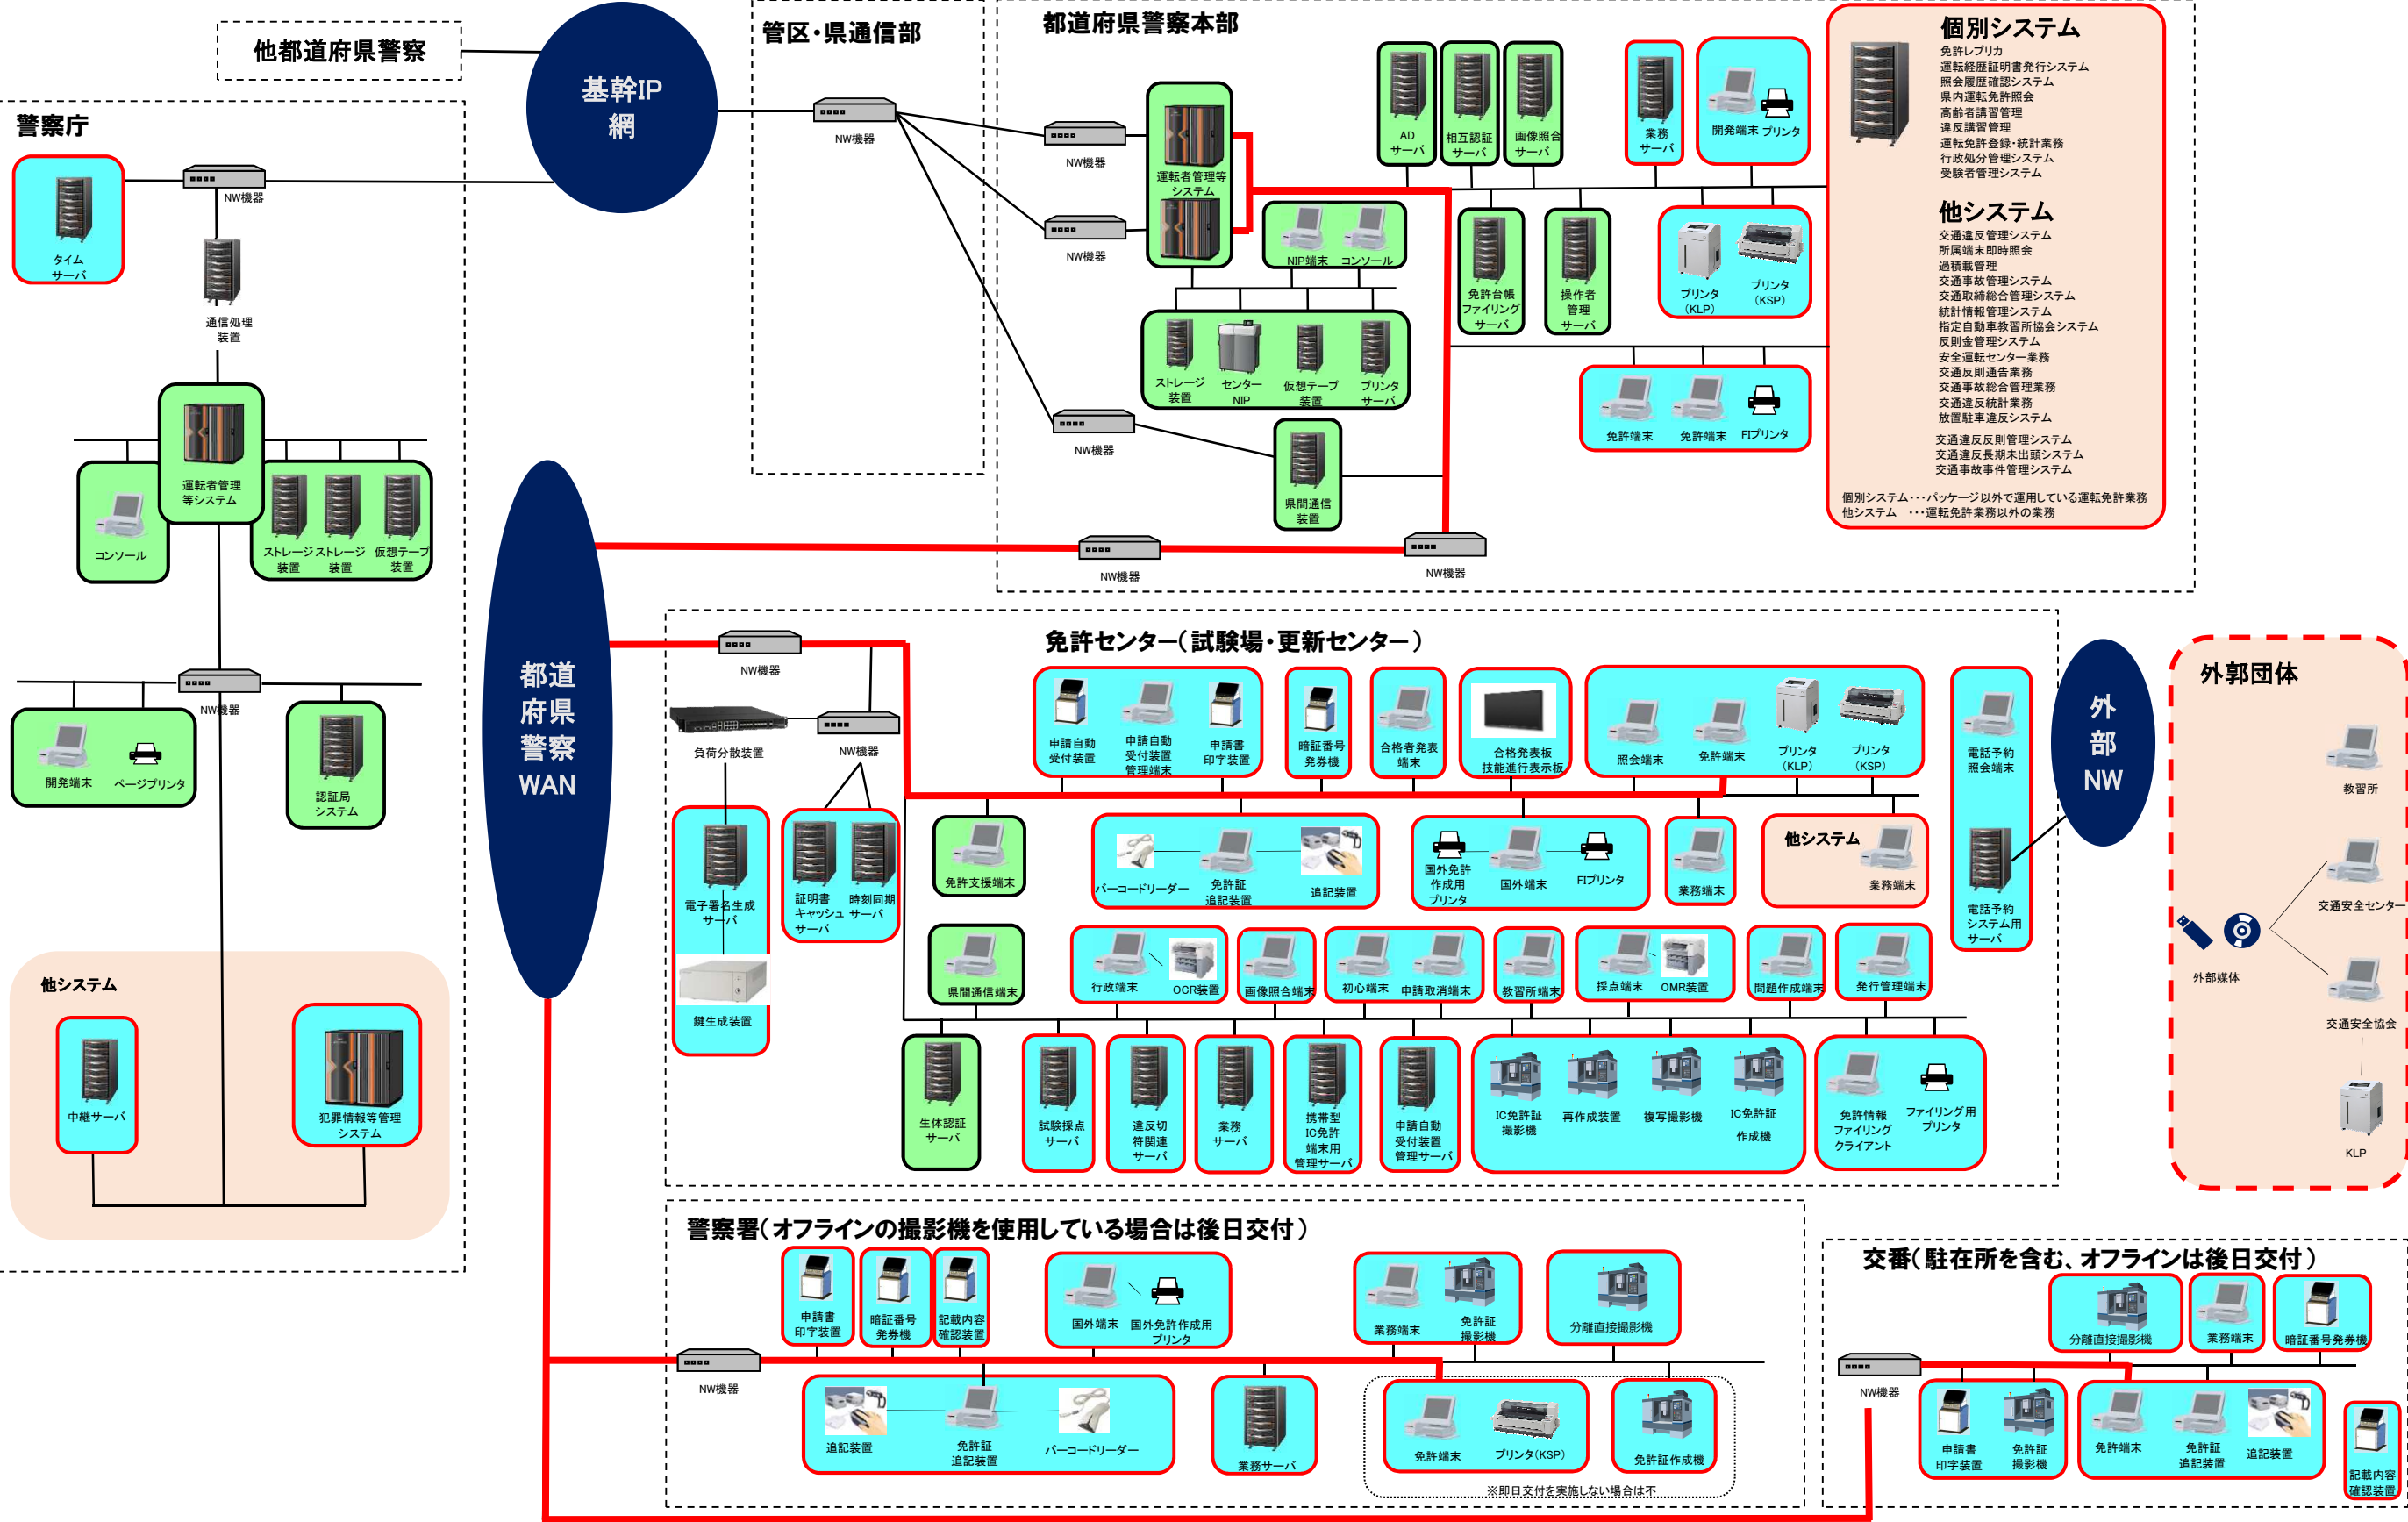 他都道府県警察
基幹IP
網
管区・県通信部
NW機器
警察庁
タイム
サーバ
NW機器
通信処理
装置
運転者管理
等システム
コンソール
ストレージ
装置
ストレージ
装置
仮想テープ
装置
NW機器
開発端末
ページプリンタ
認証局
システム
他システム
中継サーバ
犯罪情報等管理
システム
都道府県警察本部
NW機器
NW機器
運転者管理等
システム
NIP端末
コンソール
ストレージ
装置
センター
NIP
仮想テープ
装置
プリンタ
サーバ
NW機器
県間通信
装置
NW機器
NW機器
AD
サーバ
相互認証
サーバ
画像照合
サーバ
業務
サーバ
開発端末
プリンタ
免許台帳
ファイリング
サーバ
操作者
管理
サーバ
プリンタ
(KLP)
プリンタ
(KSP)
免許端末
免許端末
FIプリンタ
個別システム
免許レプリカ
運転経歴証明書発行システム
照会履歴確認システム
県内運転免許照会
高齢者講習管理
違反講習管理
運転免許登録・統計業務
行政処分管理システム
受験者管理システム
他システム
交通違反管理システム
所属端末即時照会
過積載管理
交通事故管理システム
交通取締総合管理システム
統計情報管理システム
指定自動車教習所協会システム
反則金管理システム
安全運転センター業務
交通反則通告業務
交通事故総合管理業務
交通違反統計業務
放置駐車違反システム
交通違反反則管理システム
交通違反長期未出頭システム
交通事故事件管理システム
個別システム・・・パッケージ以外で運用している運転免許業務
他システム ・・・運転免許業務以外の業務
都道
府県
警察
WAN
免許センター(試験場・更新センター)
NW機器
負荷分散装置
NW機器
電子署名生成
サーバ
鍵生成装置
証明書
キャッシュ
サーバ
時刻同期
サーバ
申請自動
受付装置
申請自動
受付装置
管理端末
申請書
印字装置
暗証番号
発券機
合格者発表
端末
合格発表板
技能進行表示板
照会端末
免許端末
プリンタ
(KLP)
プリンタ
(KSP)
電話予約
照会端末
電話予約
システム用
サーバ
免許支援端末
バーコードリーダー
免許証
追記装置
追記装置
国外免許
作成用
プリンタ
国外端末
FIプリンタ
業務端末
他システム
業務端末
県間通信端末
行政端末
OCR装置
画像照合端末
初心端末
申請取消端末
教習所端末
採点端末
OMR装置
問題作成端末
発行管理端末
生体認証
サーバ
試験採点
サーバ
違反切
符関連
サーバ
業務
サーバ
携帯型
IC免許
端末用
管理サーバ
申請自動
受付装置
管理サーバ
IC免許証
撮影機
再作成装置
複写撮影機
IC免許証
作成機
免許情報
ファイリング
クライアント
ファイリング用
プリンタ
外
部
NW
外郭団体
教習所
交通安全センター
外部媒体
交通安全協会
KLP
警察署(オフラインの撮影機を使用している場合は後日交付)
NW機器
申請書
印字装置
暗証番号
発券機
記載内容
確認装置
国外端末
国外免許作成用
プリンタ
業務端末
免許証
撮影機
分離直接撮影機
追記装置
免許証
追記装置
バーコードリーダー
業務サーバ
免許端末
プリンタ(KSP)
免許証作成機
※即日交付を実施しない場合は不
交番(駐在所を含む、オフラインは後日交付)
NW機器
分離直接撮影機
業務端末
暗証番号発券機
申請書
印字装置
免許証
撮影機
免許端末
免許証
追記装置
追記装置
記載内容
確認装置